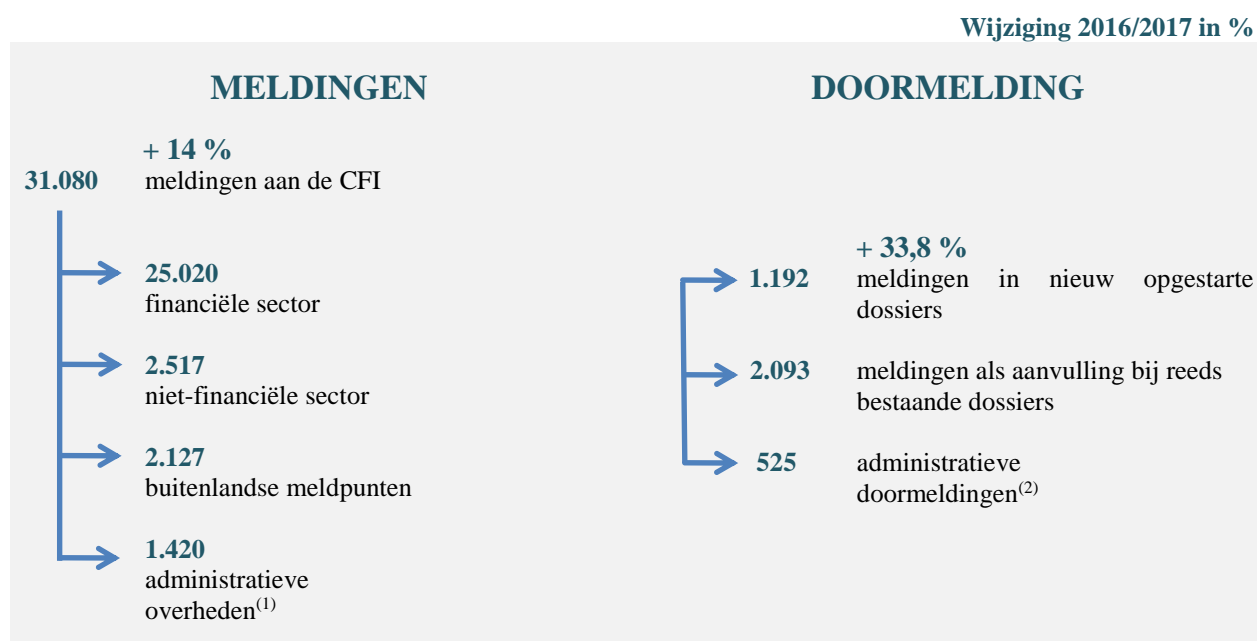 Wijziging 2016/2017 in %
MELDINGEN
+ 14 %
31.080 meldingen aan de CFI
25.020
financiële sector
2.517
niet-financiële sector
2.127
buitenlandse meldpunten
1.420
administratieve
overheden(1)
DOORMELDING
+ 33,8 %
1.192 meldingen in nieuw opgestarte
dossiers
2.093 meldingen als aanvulling bij reeds
bestaande dossiers
525 administratieve
doormeldingen(2)